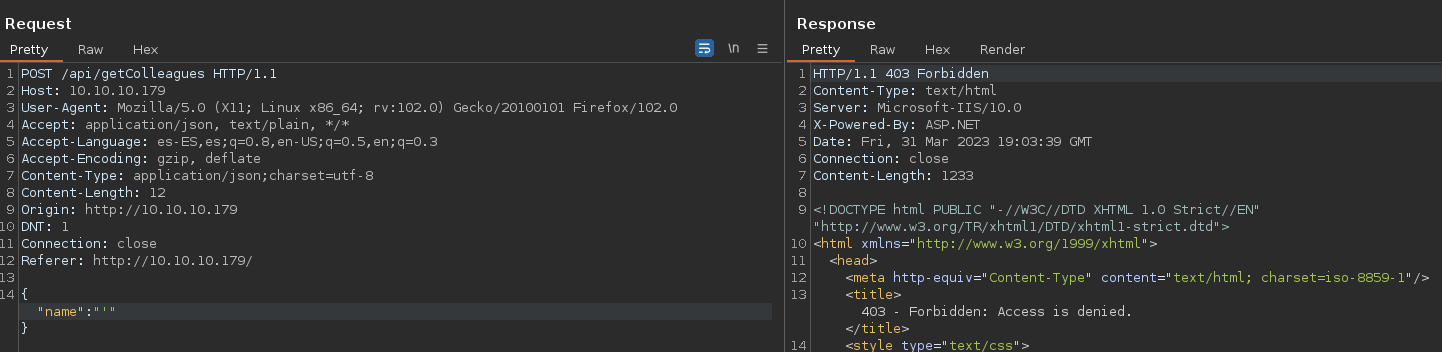 Request
Pretty Raw Hex \n
1 POST /api/getColleagues HTTP/1.1
2 Host: 10.10.10.179
3 User-Agent: Mozilla/5.0 (X11; Linux x86_64; rv:102.0) Gecko/20100101 Firefox/102.0
4 Accept: application/json, text/plain, */*
5 Accept-Language: es-ES,es;q=0.8,en-US;q=0.5,en;q=0.3
6 Accept-Encoding: gzip, deflate
7 Content-Type: application/json;charset=utf-8
8 Content-Length: 12
9 Origin: http://10.10.10.179
10 DNT: 1
11 Connection: close
12 Referer: http://10.10.10.179/
13
14 {
"name":"'"
}
Response
Pretty Raw Hex Render
1 HTTP/1.1 403 Forbidden
2 Content-Type: text/html
3 Server: Microsoft-IIS/10.0
4 X-Powered-By: ASP.NET
5 Date: Fri, 31 Mar 2023 19:03:39 GMT
6 Connection: close
7 Content-Length: 1233
8
9 <!DOCTYPE html PUBLIC "-//W3C//DTD XHTML 1.0 Strict//EN"
"http://www.w3.org/TR/xhtml1/DTD/xhtml1-strict.dtd">
10 <html xmlns="http://www.w3.org/1999/xhtml">
11 <head>
12 <meta http-equiv="Content-Type" content="text/html; charset=iso-8859-1"/>
13 <title>
403 - Forbidden: Access is denied.
</title>
14 <style type="text/css">